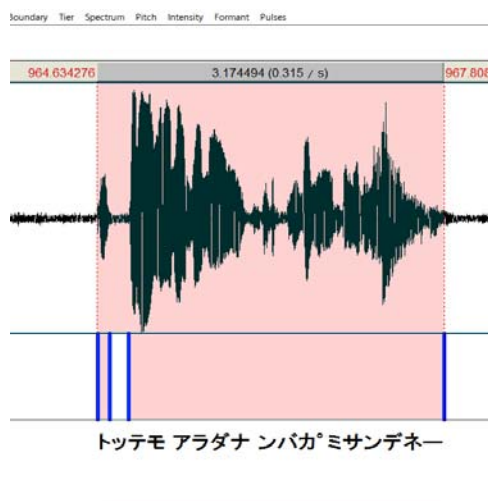 Boundary Tier Spectrum Pitch Intensity Formant Pulses
964.634276 3.174494 (0.315 / s) 967.808
トッテモ アラダナ ンバカ゚ミサンデネー